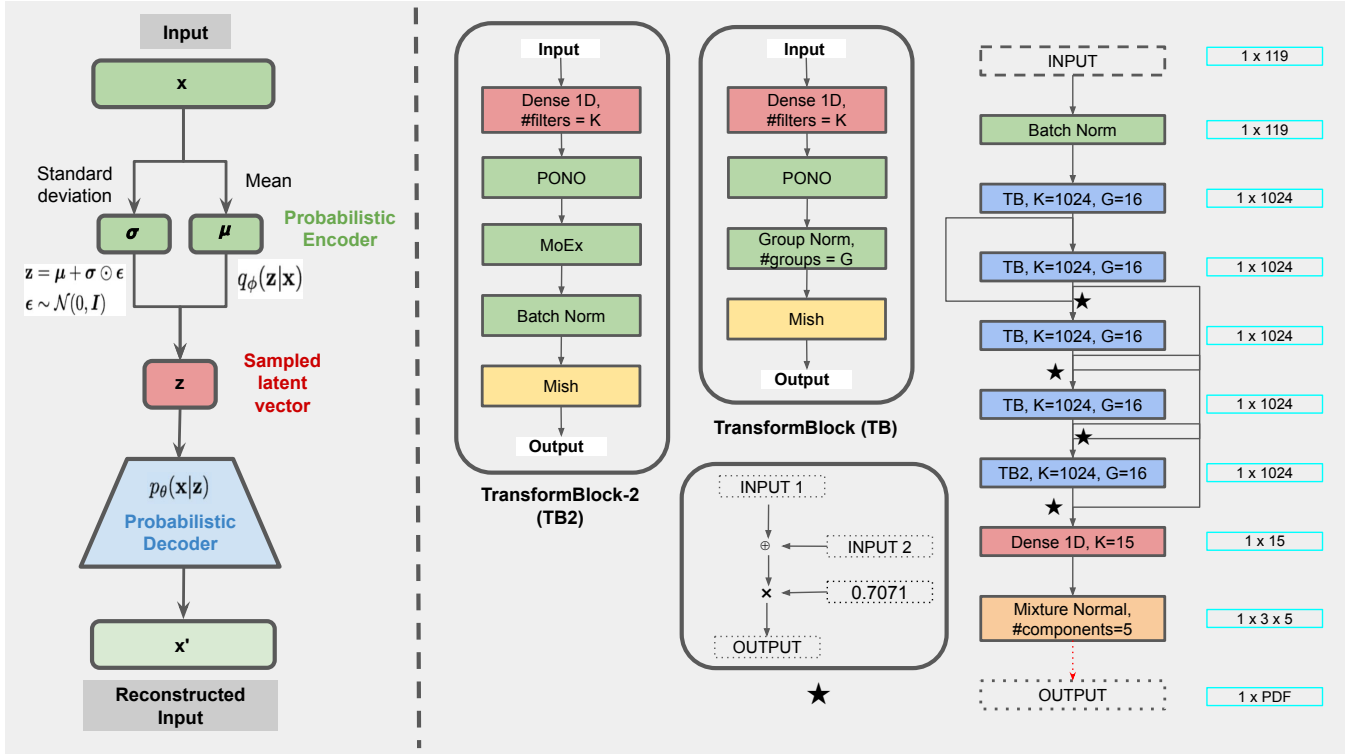 Input
x
Standard
deviation
Mean
σ
μ
Probabilistic
Encoder
z = μ + σ ⊙ ϵ
ϵ ∼ 𝒩(0, I)
qϕ(z|x)
z
Sampled
latent
vector
pθ(x|z)
Probabilistic
Decoder
x'
Reconstructed
Input
Input
Dense 1D,
#filters = K
PONO
MoEx
Batch Norm
Mish
Output
TransformBlock-2
(TB2)
Input
Dense 1D,
#filters = K
PONO
Group Norm,
#groups = G
Mish
Output
TransformBlock (TB)
INPUT 1
⊕
INPUT 2
×
0.7071
OUTPUT
★
INPUT
1 x 119
Batch Norm
1 x 119
TB, K=1024, G=16
1 x 1024
TB, K=1024, G=16
1 x 1024
★
TB, K=1024, G=16
1 x 1024
★
TB, K=1024, G=16
1 x 1024
★
TB2, K=1024, G=16
1 x 1024
★
Dense 1D, K=15
1 x 15
Mixture Normal,
#components=5
1 x 3 x 5
OUTPUT
1 x PDF